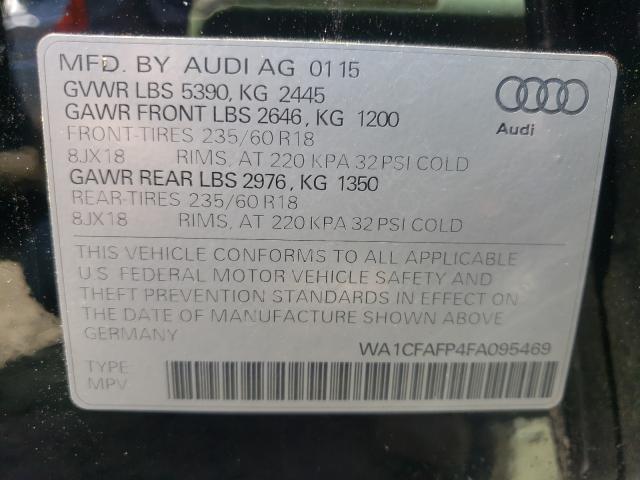 MFD. BY AUDI AG 01 15
GVWR LBS 5390, KG 2445
GAWR FRONT LBS 2646, KG 1200
FRONT-TIRES 235/60 R18
8JX18 RIMS, AT 220 KPA 32 PSI COLD
GAWR REAR LBS 2976, KG 1350
REAR-TIRES 235/60 R18
8JX18 RIMS, AT 220 KPA 32 PSI COLD
Audi
THIS VEHICLE CONFORMS TO ALL APPLICABLE
U.S. FEDERAL MOTOR VEHICLE SAFETY AND
THEFT PREVENTION STANDARDS IN EFFECT ON
THE DATE OF MANUFACTURE SHOWN ABOVE
GERMANY
WA1CFAFP4FA095469
TYPE
MPV